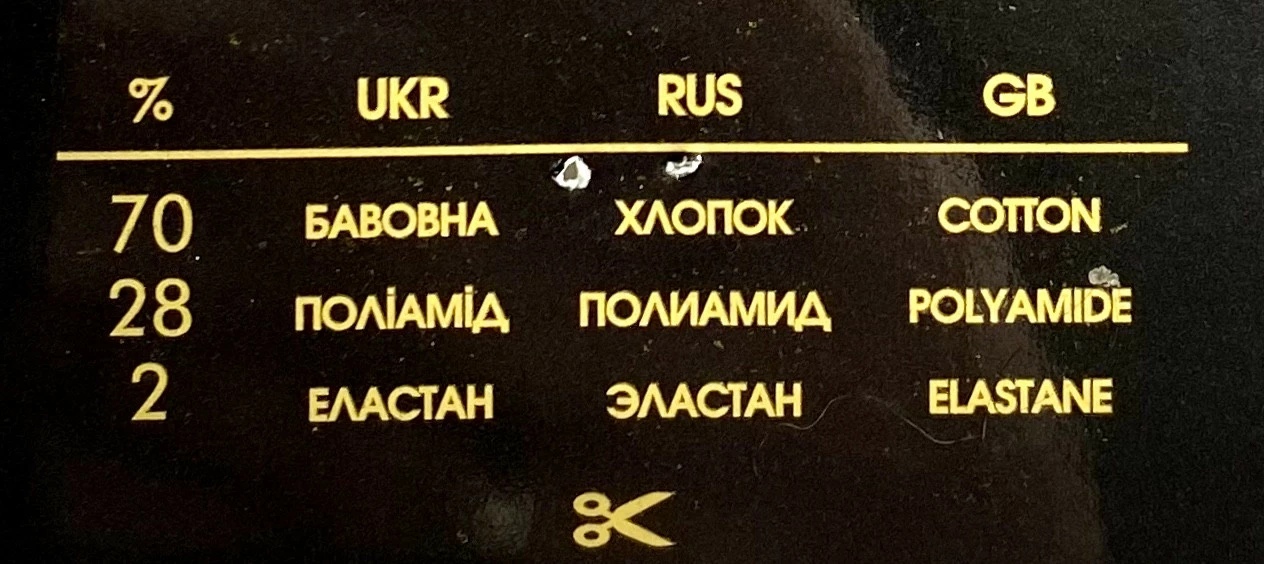 % UKR RUS GB
70 БАВОВНА ХЛОПОК COTTON
28 ПОЛІАМІД ПОЛИАМИД POLYAMIDE
2 ЕЛАСТАН ЭЛАСТАН ELASTANE